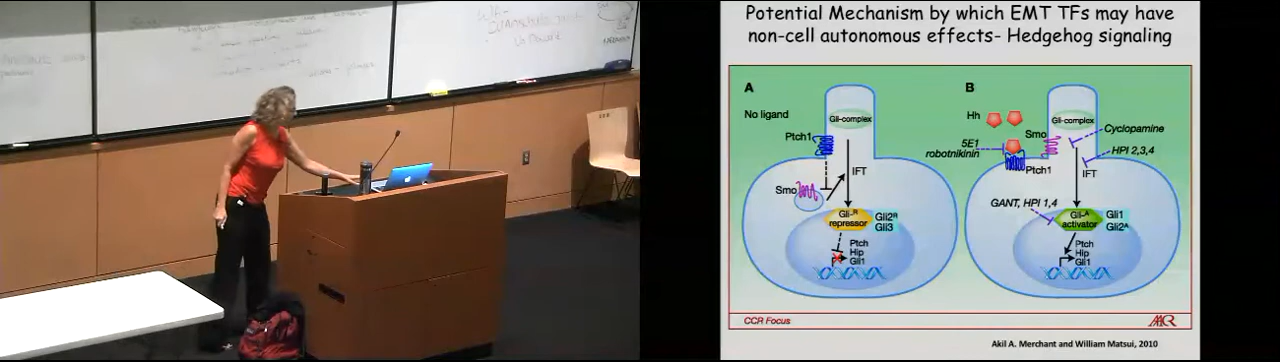 Potential Mechanism by which EMT TFs may have
non-cell autonomous effects- Hedgehog signaling
A
No ligand
Gli-complex
Ptch1
IFT
Smo
Gli-R
repressor
Gli2R
Gli3
Ptch
Hip
Gli1
B
Hh
Smo
Gli-complex
Cyclopamine
5E1
robotnikinin
HPI 2,3,4
Ptch1
IFT
GANT, HPI 1,4
Gli-A
activator
Gli1
Gli2A
Ptch
Hip
Gli1
CCR Focus
AACR
Akil A. Merchant and William Matsui, 2010